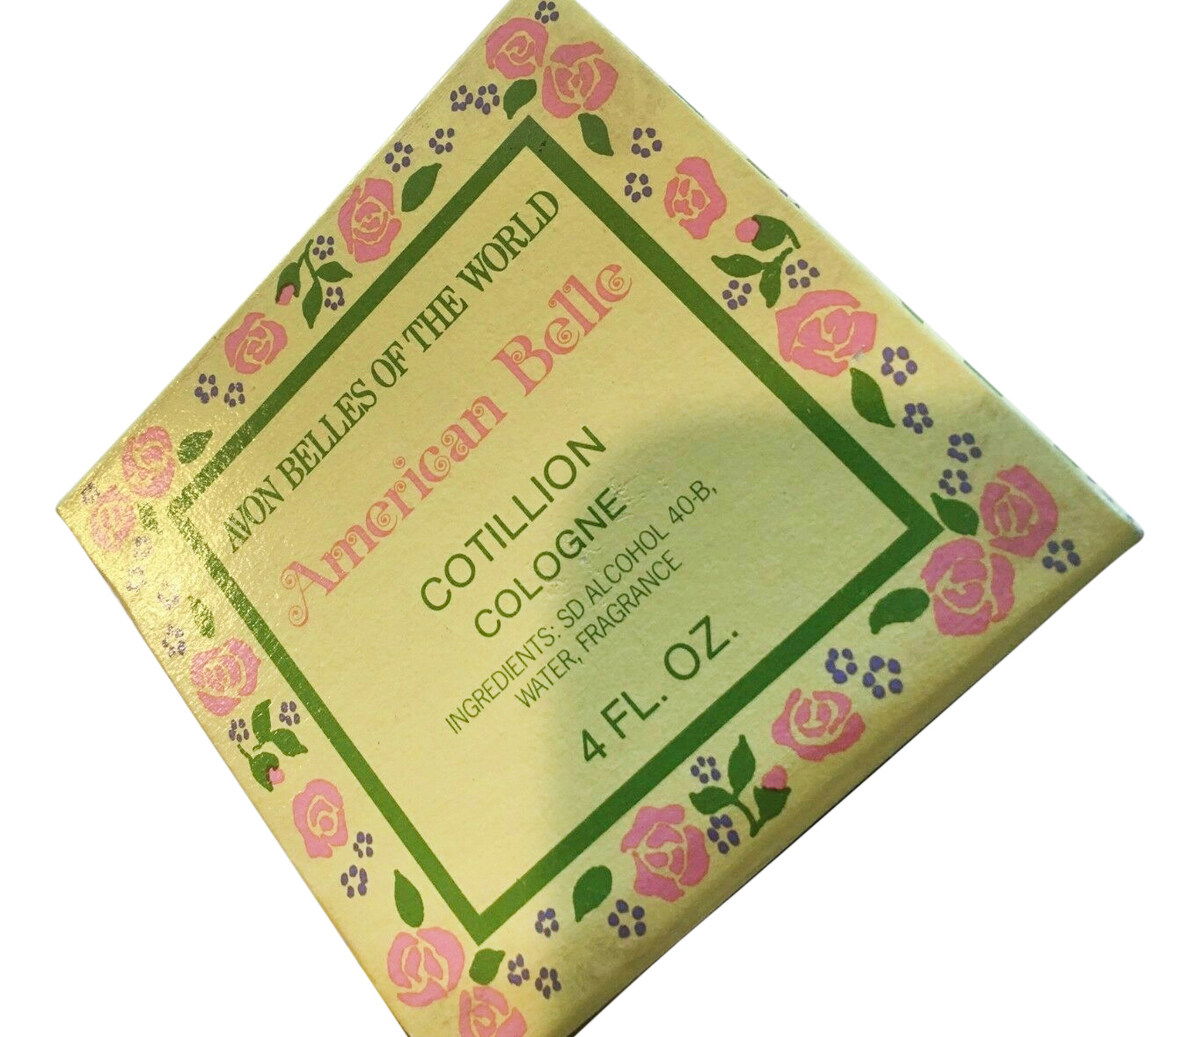 AVON BELLES OF THE WORLD
American Belle
COTILLION
COLOGNE
INGREDIENTS: SD ALCOHOL 40-B,
WATER, FRAGRANCE
4 FL. OZ.